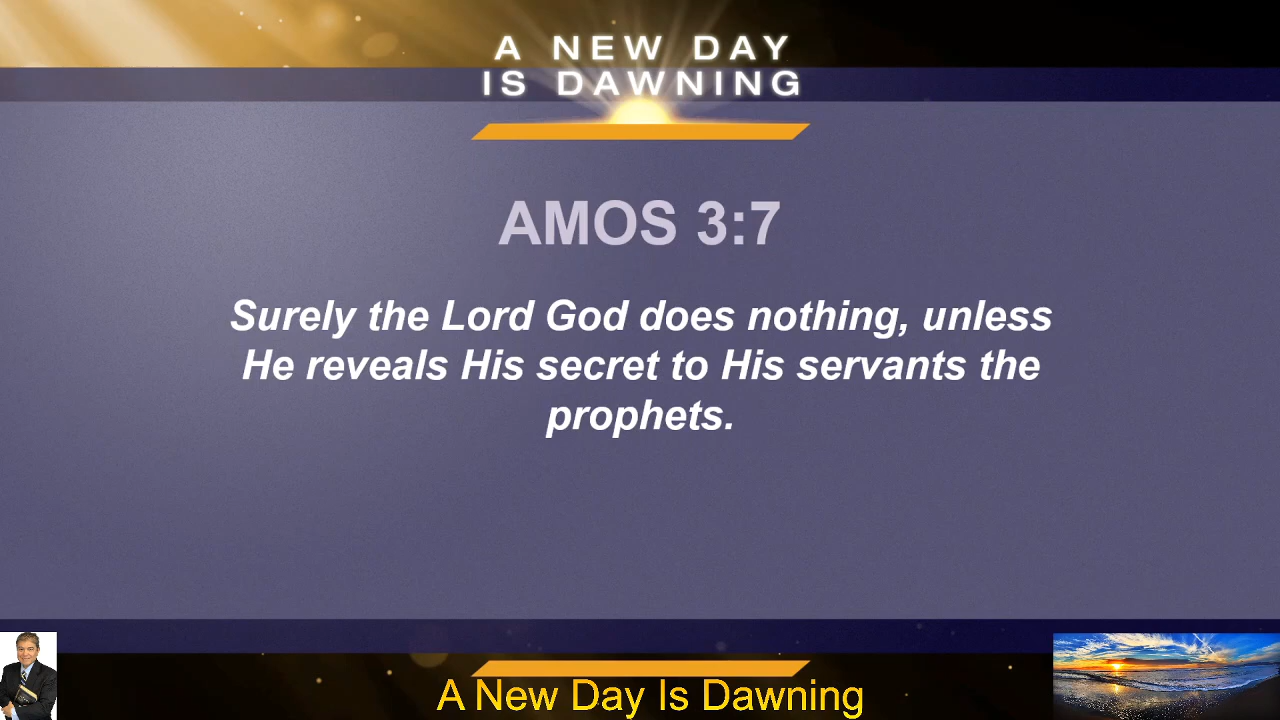 A NEW DAY
IS DAWNING
AMOS 3:7
Surely the Lord God does nothing, unless
He reveals His secret to His servants the
prophets.
A New Day Is Dawning